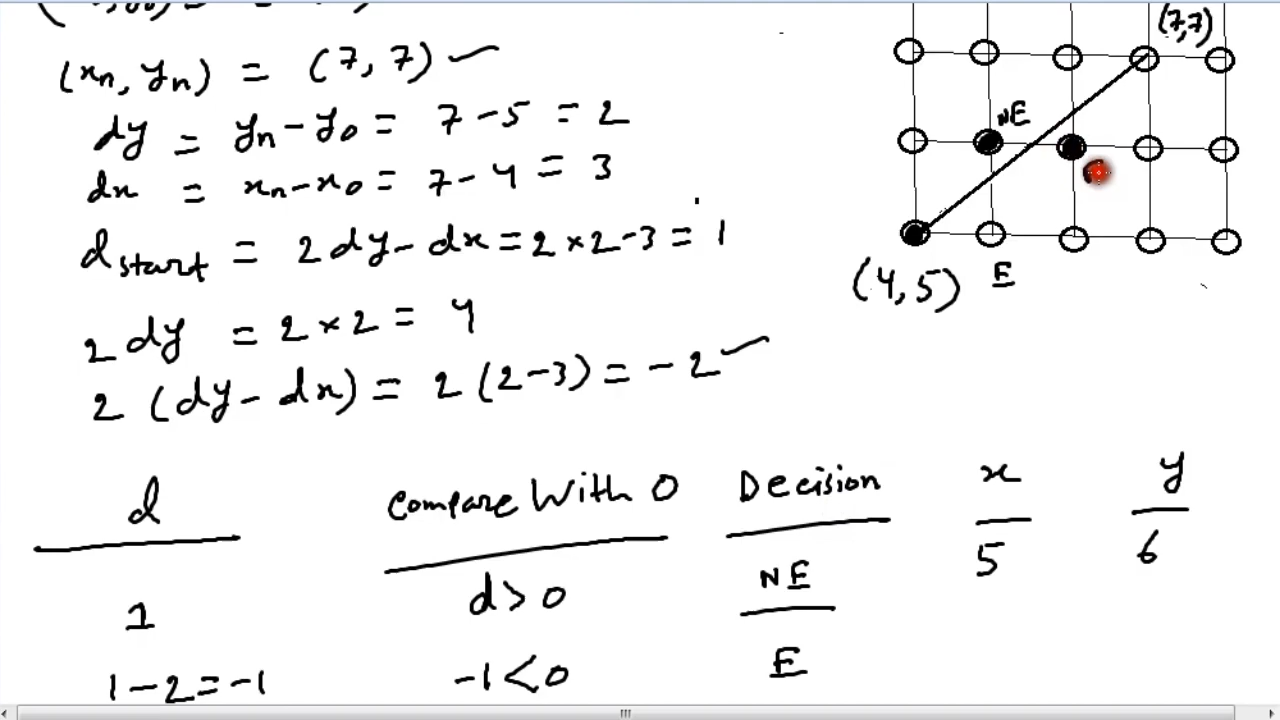 (xn, yn) = (7, 7)
dy = yn - y0 = 7 - 5 = 2
dx = xn - x0 = 7 - 4 = 3
dstart = 2dy - dx = 2 × 2 - 3 = 1
2dy = 2 × 2 = 4
2(dy - dx) = 2(2 - 3) = -2
(7,7)
NE
(4,5) E
d Compare With 0 Decision x y
1 d > 0 NE 5 6
1 - 2 = -1 -1 < 0 E